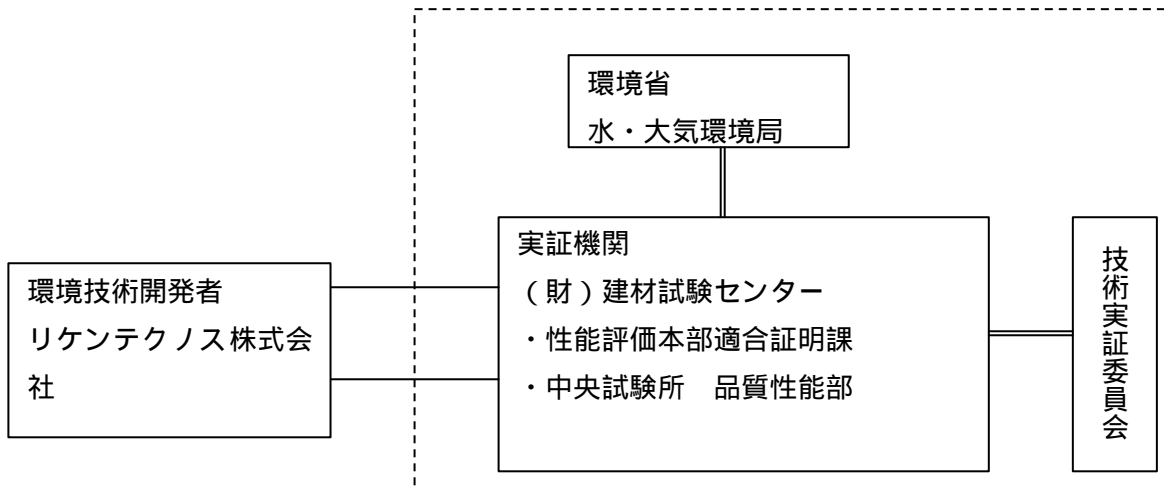 環境省
水・大気環境局
実証機関
（財）建材試験センター
・性能評価本部適合証明課
・中央試験所　品質性能部
環境技術開発者
リケンテクノス株式会
社
技術実証委員会